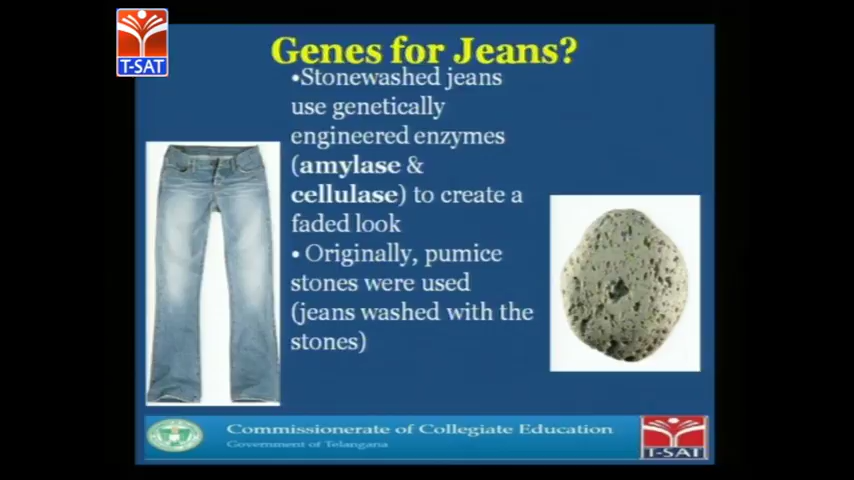 T-SAT
Genes for Jeans?
•Stonewashed jeans
use genetically
engineered enzymes
(amylase &
cellulase) to create a
faded look
• Originally, pumice
stones were used
(jeans washed with the
stones)
Commissionerate of Collegiate Education
Government of Telangana
T-SAT